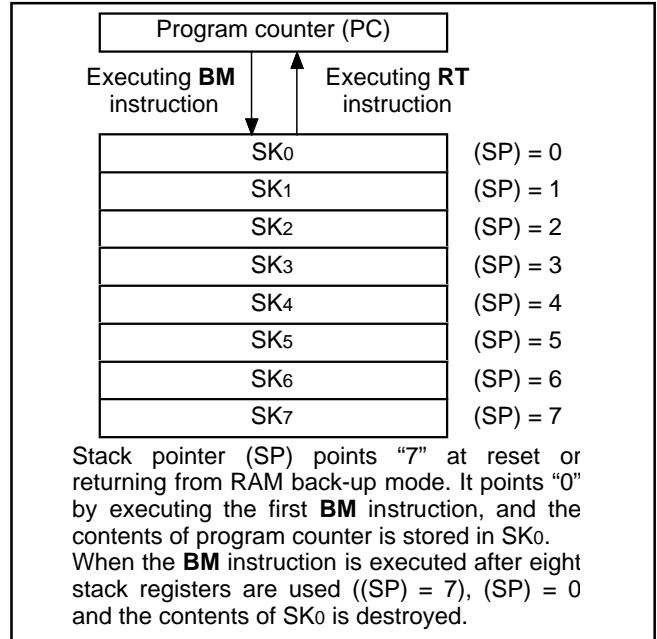 Program counter (PC)
Executing BM Executing RT
instruction instruction
SK0 (SP) = 0
SK1 (SP) = 1
SK2 (SP) = 2
SK3 (SP) = 3
SK4 (SP) = 4
SK5 (SP) = 5
SK6 (SP) = 6
SK7 (SP) = 7
Stack pointer (SP) points “7” at reset or
returning from RAM back-up mode. It points “0”
by executing the first BM instruction, and the
contents of program counter is stored in SK0.
When the BM instruction is executed after eight
stack registers are used ((SP) = 7), (SP) = 0
and the contents of SK0 is destroyed.